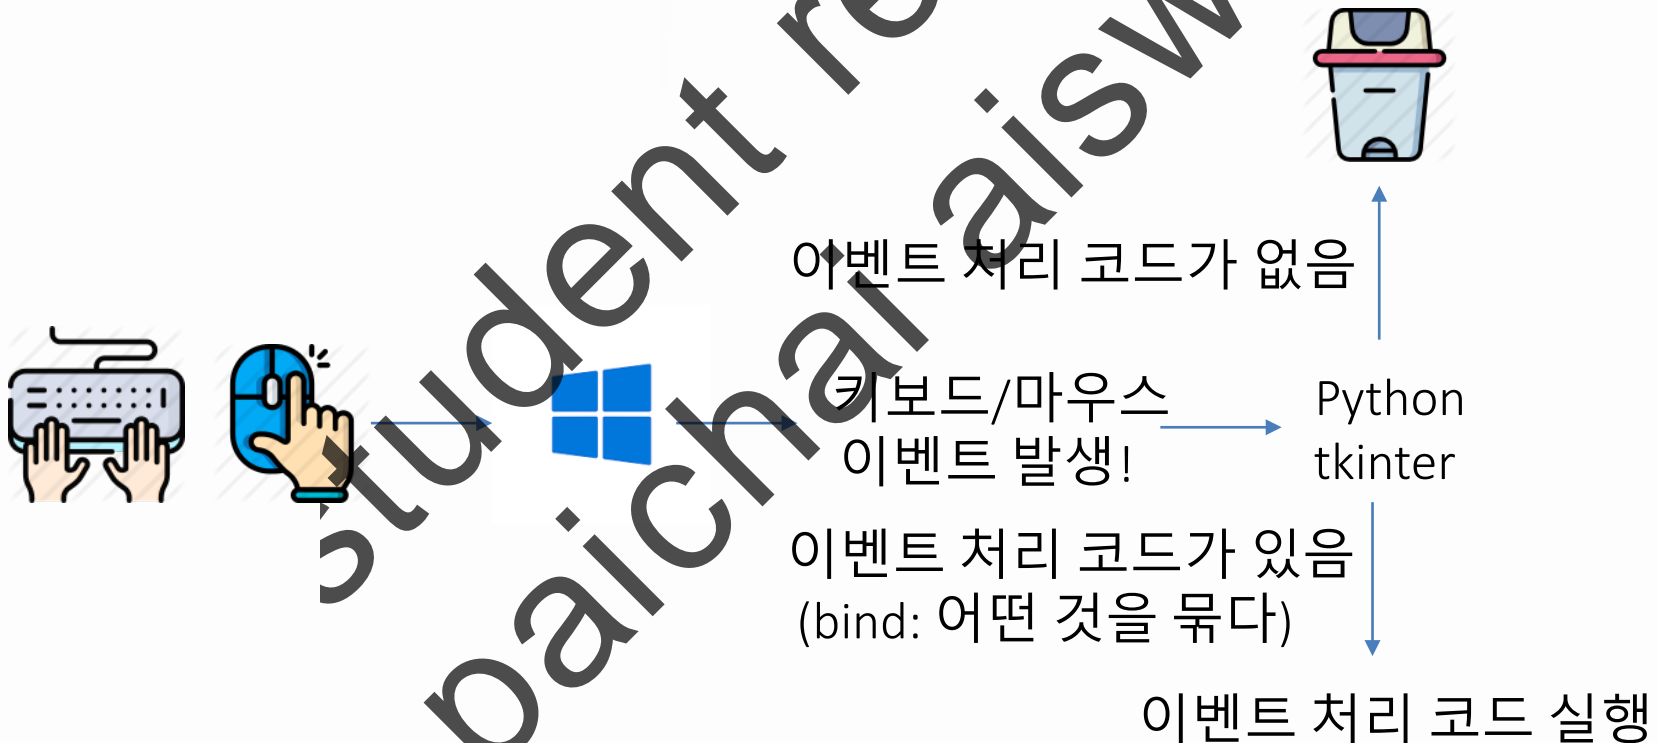 이벤트 처리 코드가 없음
키보드/마우스
이벤트 발생!
Python
tkinter
이벤트 처리 코드가 있음
(bind: 어떤 것을 묶다)
이벤트 처리 코드 실행
student re
paichai aisw